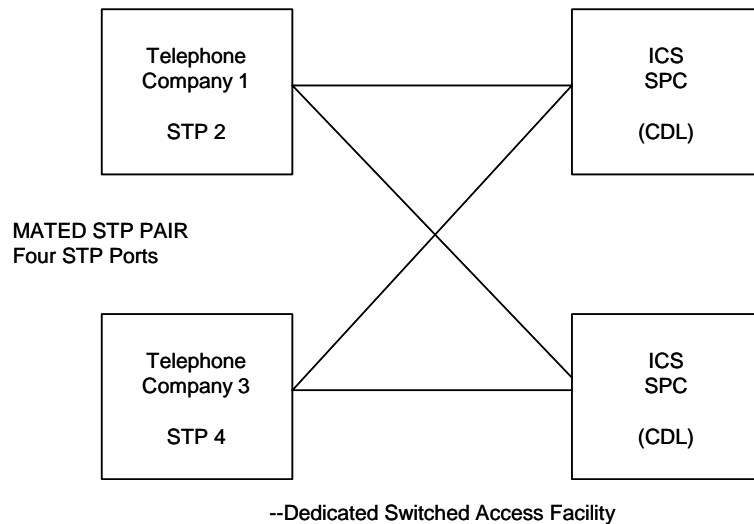 Telephone
Company 1
STP 2
ICS
SPC
(CDL)
MATED STP PAIR
Four STP Ports
Telephone
Company 3
STP 4
ICS
SPC
(CDL)
--Dedicated Switched Access Facility